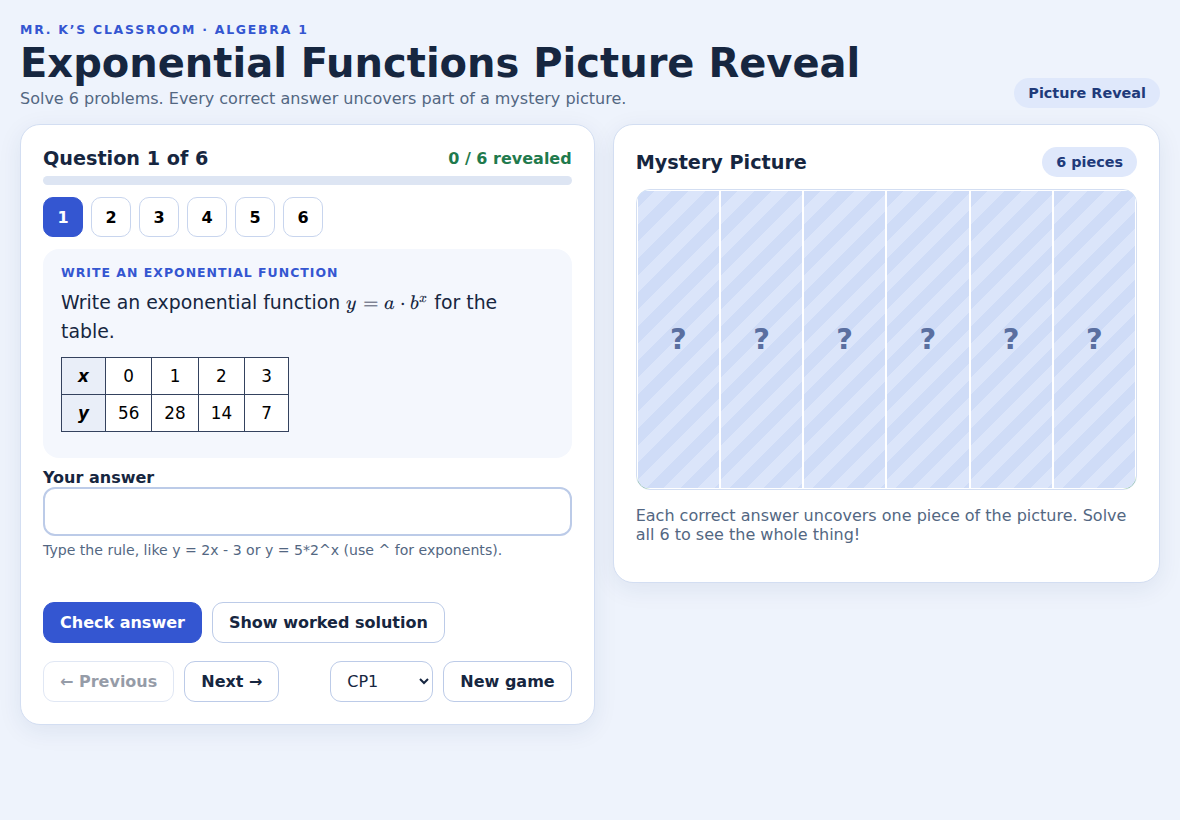 MR. K’S CLASSROOM · ALGEBRA 1
Exponential Functions Picture Reveal
Solve 6 problems. Every correct answer uncovers part of a mystery picture.
Picture Reveal
Question 1 of 6
0 / 6 revealed
1 2 3 4 5 6
WRITE AN EXPONENTIAL FUNCTION
Write an exponential function y = a · b^x for the
table.
x 0 1 2 3
y 56 28 14 7
Your answer
Type the rule, like y = 2x - 3 or y = 5*2^x (use ^ for exponents).
Check answer
Show worked solution
← Previous
Next →
CP1
New game
Mystery Picture
6 pieces
? ? ? ? ? ?
Each correct answer uncovers one piece of the picture. Solve
all 6 to see the whole thing!